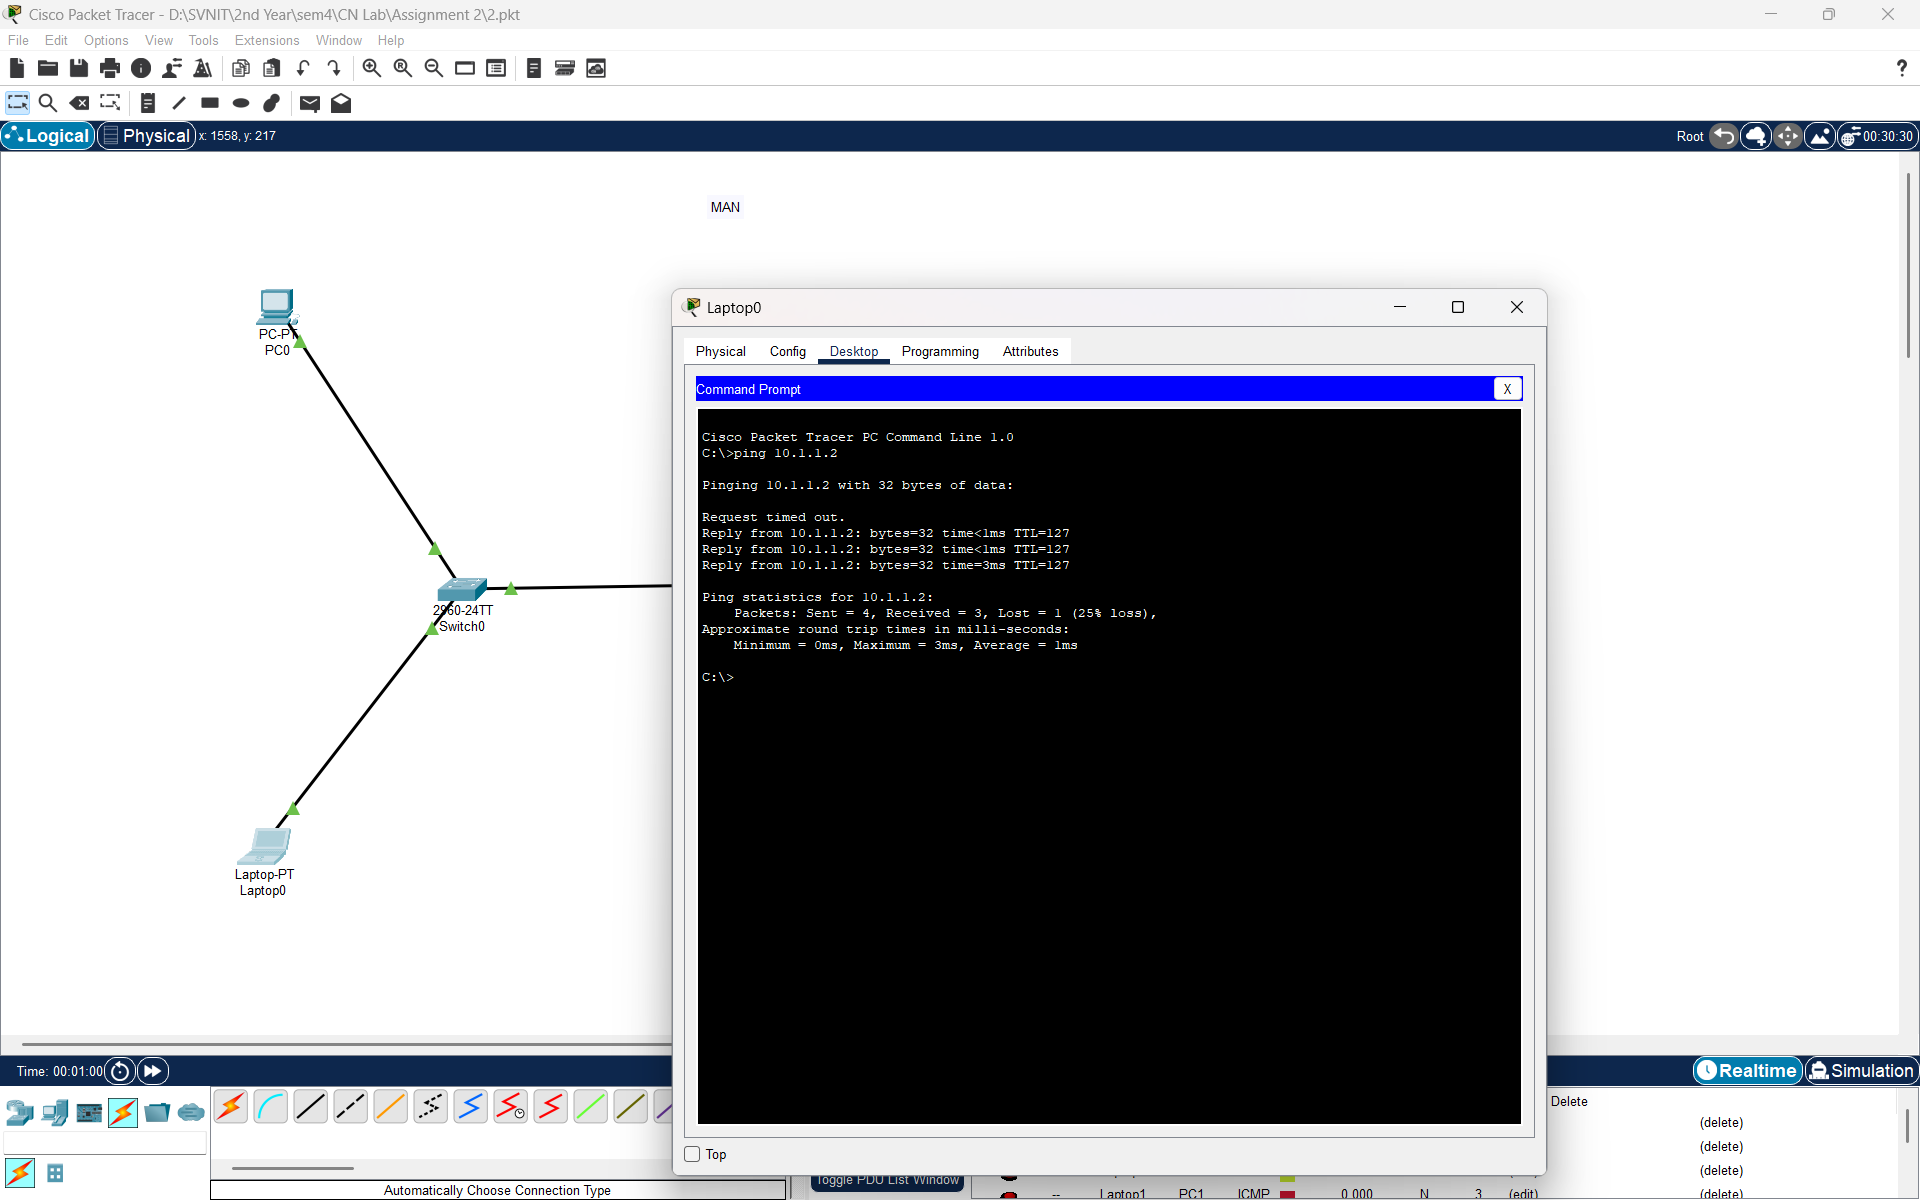 Cisco Packet Tracer - D:\SVNIT\2nd Year\sem4\CN Lab\Assignment 2\2.pkt
File Edit Options View Tools Extensions Window Help
?
Logical Physical x: 1558, y: 217 Root 00:30:30
MAN
PC-PT
PC0
2960-24TT
Switch0
Laptop-PT
Laptop0
Laptop0
Physical Config Desktop Programming Attributes
Command Prompt X
Cisco Packet Tracer PC Command Line 1.0
C:\>ping 10.1.1.2
Pinging 10.1.1.2 with 32 bytes of data:
Request timed out.
Reply from 10.1.1.2: bytes=32 time<1ms TTL=127
Reply from 10.1.1.2: bytes=32 time<1ms TTL=127
Reply from 10.1.1.2: bytes=32 time=3ms TTL=127
Ping statistics for 10.1.1.2:
Packets: Sent = 4, Received = 3, Lost = 1 (25% loss),
Approximate round trip times in milli-seconds:
Minimum = 0ms, Maximum = 3ms, Average = 1ms
C:\>
Top
Time: 00:01:00 Realtime Simulation
Delete
(delete)
(delete)
(delete)
Toggle PDU List Window
-- Laptop1 PC1 ICMP 0.000 N 3 (edit) (delete)
Automatically Choose Connection Type